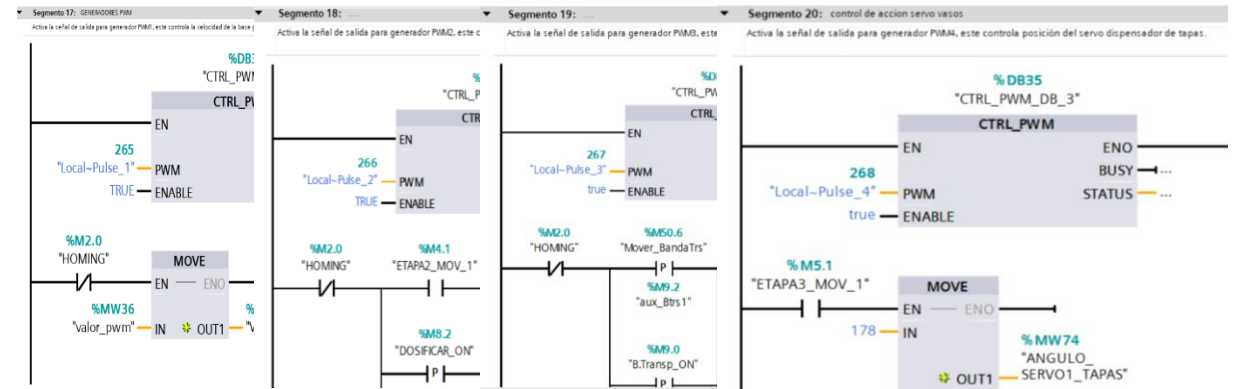 Segmento 17: GENERADORES PWM
Activa la señal de salida para generador PWM1, este controla la velocidad de la base g
%DB3
"CTRL_PWM
CTRL_PW
EN
265
"Local~Pulse_1"
PWM
TRUE
ENABLE
%M2.0
"HOMING"
MOVE
EN ENO
%MW36
"valor_pwm"
IN
OUT1
Segmento 18:
Activa la señal de salida para generador PWM2, este c
"CTRL_P
CTR
EN
266
"Local~Pulse_2"
PWM
TRUE
ENABLE
%M2.0
"HOMING"
%M4.1
"ETAPA2_MOV_1"
%M8.2
"DOSIFICAR_ON"
P
Segmento 19:
Activa la señal de salida para generador PWM3, este
%D
"CTRL_PW
CTRL_
EN
267
"Local~Pulse_3"
PWM
true
ENABLE
%M2.0
"HOMING"
%M50.6
"Mover_BandaTrs"
P
%M9.2
"aux_Btrs1"
%M9.0
"B.Transp_ON"
P
Segmento 20: control de accion servo vasos
Activa la señal de salida para generador PWM4, este controla posición del servo dispensador de tapas.
%DB35
"CTRL_PWM_DB_3"
CTRL_PWM
EN ENO
BUSY ...
268
"Local~Pulse_4"
PWM
STATUS ...
true
ENABLE
%M5.1
"ETAPA3_MOV_1"
MOVE
EN ENO
178
IN
%MW74
"ANGULO_
SERVO1_TAPAS"
OUT1